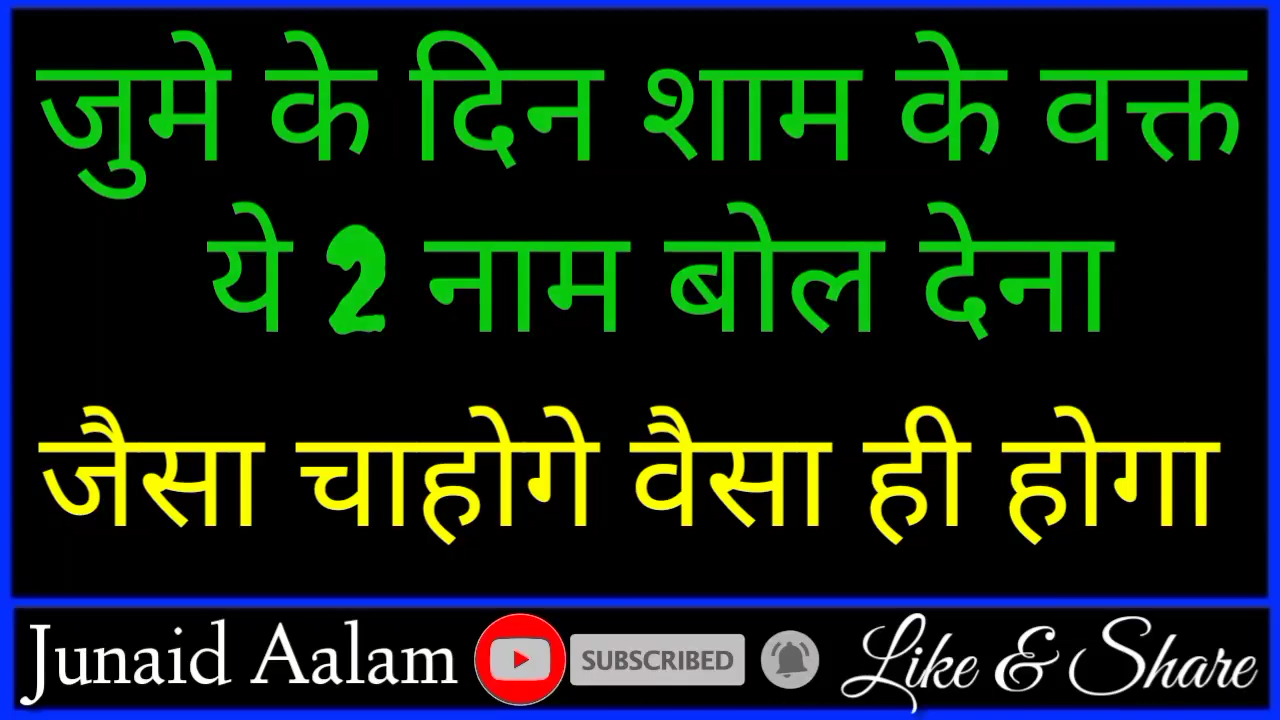 जुमे के दिन शाम के वक्त
ये 2 नाम बोल देना
जैसा चाहोगे वैसा ही होगा
Junaid Aalam SUBSCRIBED Like & Share